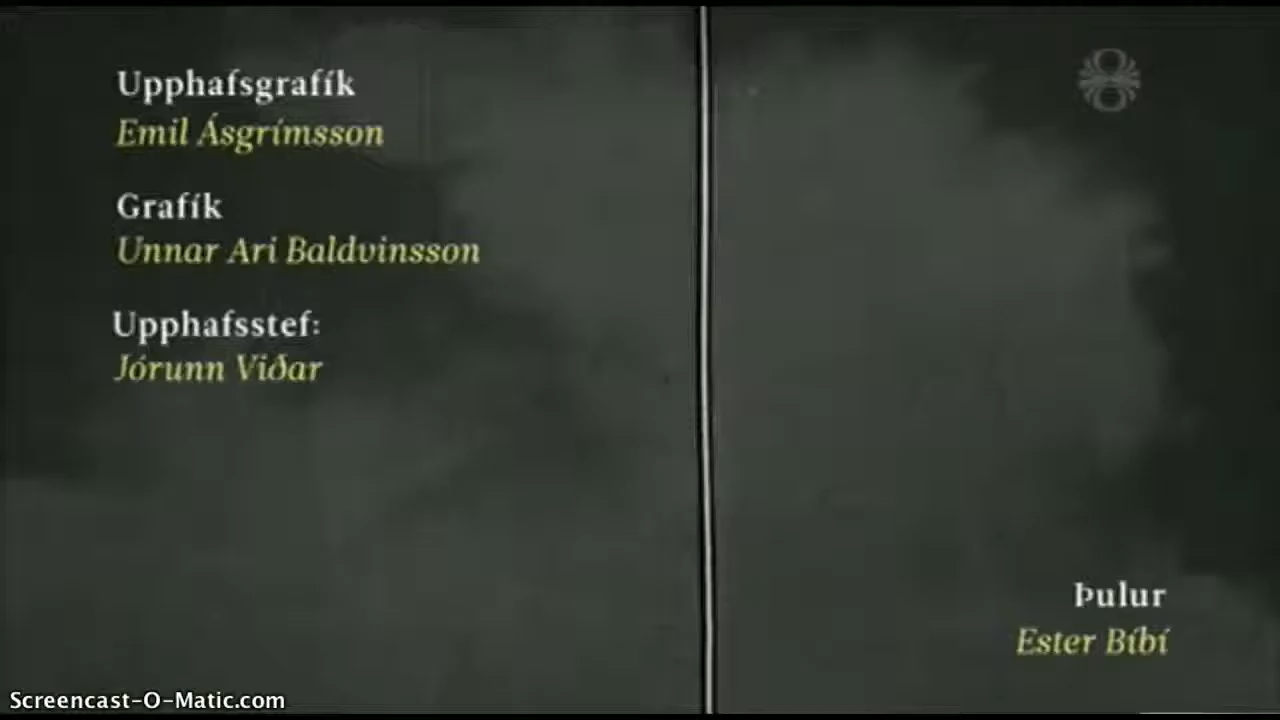 Upphafsgrafík
Emil Ásgrímsson
Grafík
Unnar Ari Baldvinsson
Upphafsstef:
Jórunn Viðar
Þulur
Ester Bíbí
Screencast-O-Matic.com